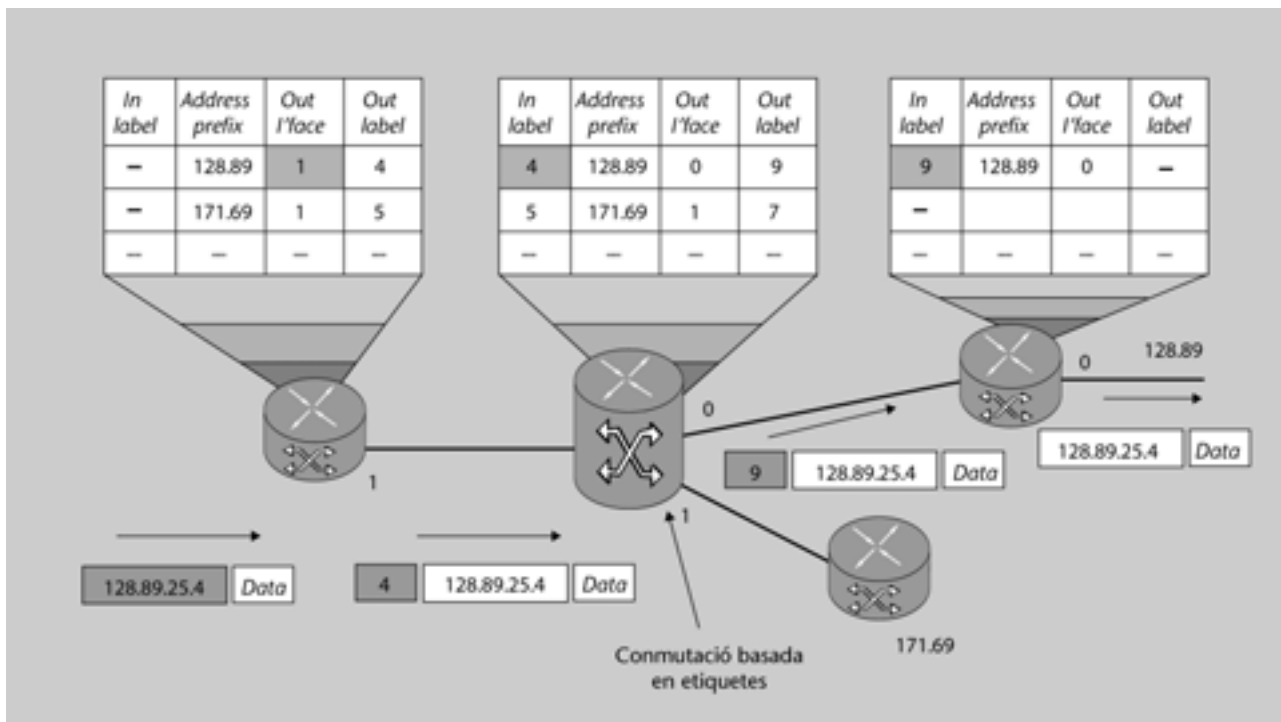 In label Address prefix Out I'face Out label
– 128.89 1 4
– 171.69 1 5
... ... ... ...
In label Address prefix Out I'face Out label
4 128.89 0 9
5 171.69 1 7
... ... ... ...
In label Address prefix Out I'face Out label
9 128.89 0 –
–
... ... ... ...
0 128.89
0
128.89.25.4 Data
9 128.89.25.4 Data
1
1
128.89.25.4 Data
4 128.89.25.4 Data
171.69
Conmutació basada
en etiquetes